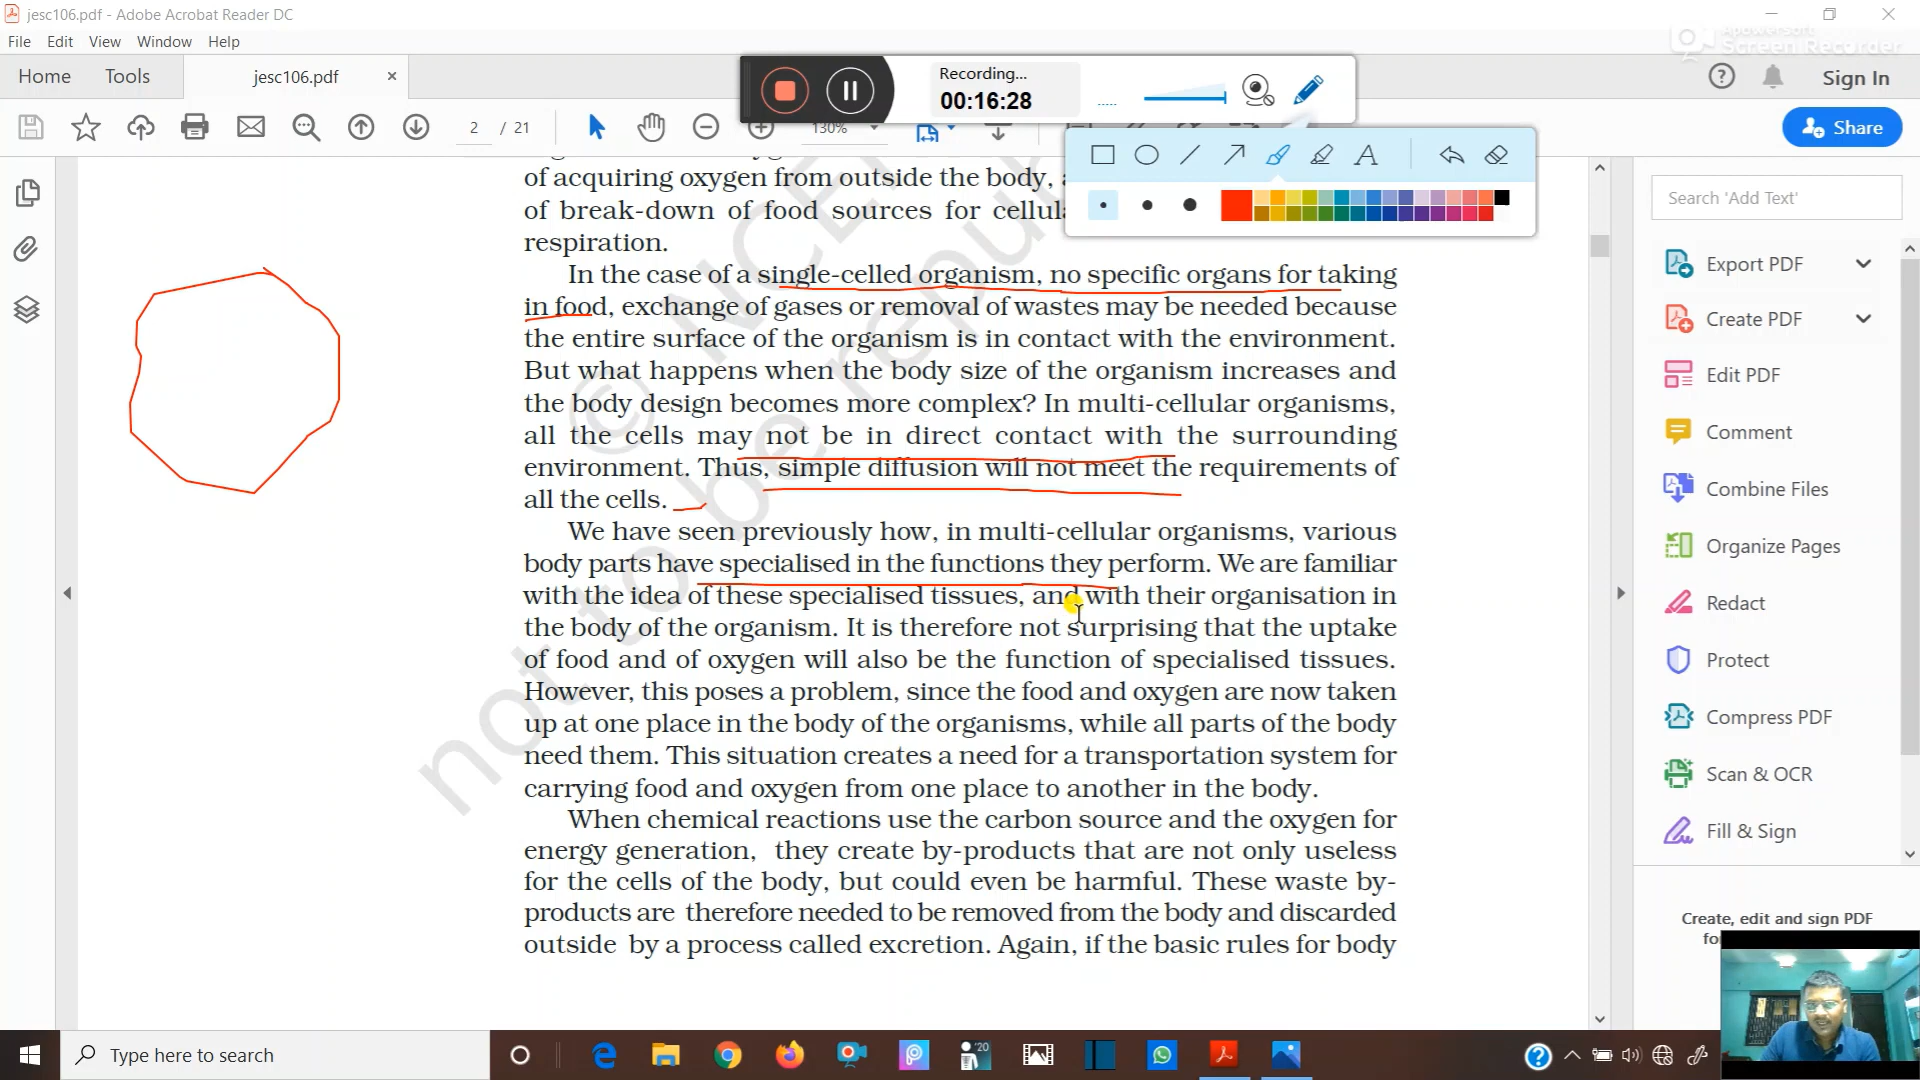 jesc106.pdf - Adobe Acrobat Reader DC
Apowersoft
Screen Recorder
File Edit View Window Help
Home Tools jesc106.pdf × Sign In
Recording...
00:16:28
2 / 21 130% Share
of acquiring oxygen from outside the body,
of break-down of food sources for
respiration.
In the case of a single-celled organism, no specific organs for taking
in food, exchange of gases or removal of wastes may be needed because
the entire surface of the organism is in contact with the environment.
But what happens when the body size of the organism increases and
the body design becomes more complex? In multi-cellular organisms,
all the cells may not be in direct contact with the surrounding
environment. Thus, simple diffusion will not meet the requirements of
all the cells.
We have seen previously how, in multi-cellular organisms, various
body parts have specialised in the functions they perform. We are familiar
with the idea of these specialised tissues, and with their organisation in
the body of the organism. It is therefore not surprising that the uptake
of food and of oxygen will also be the function of specialised tissues.
However, this poses a problem, since the food and oxygen are now taken
up at one place in the body of the organisms, while all parts of the body
need them. This situation creates a need for a transportation system for
carrying food and oxygen from one place to another in the body.
When chemical reactions use the carbon source and the oxygen for
energy generation, they create by-products that are not only useless
for the cells of the body, but could even be harmful. These waste by-
products are therefore needed to be removed from the body and discarded
outside by a process called excretion. Again, if the basic rules for body
© NCE
not to be repu
Search 'Add Text'
Export PDF
Create PDF
Edit PDF
Comment
Combine Files
Organize Pages
Redact
Protect
Compress PDF
Scan & OCR
Fill & Sign
Create, edit and sign PDF
Type here to search
'20